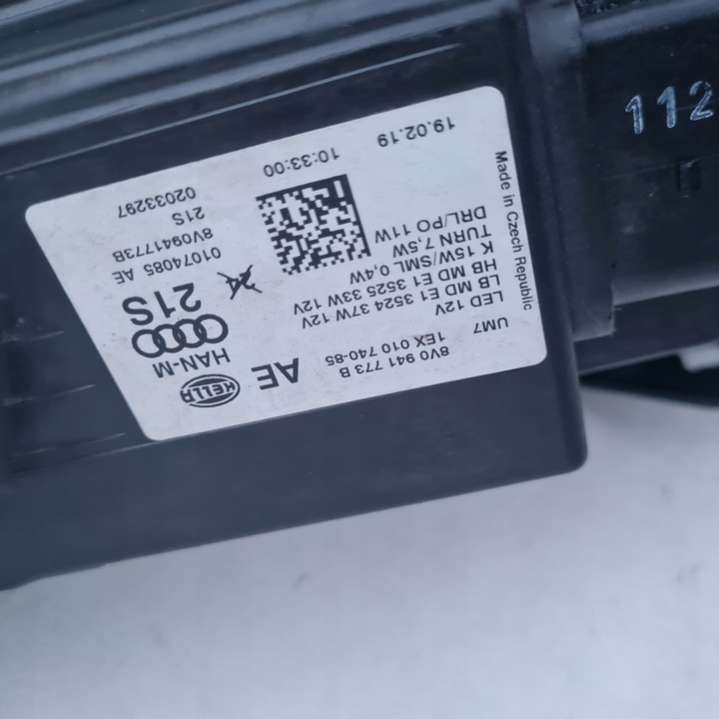 HELLA
HAN-M
AE
8V0 941 773 B
1EX 010 740-85
UM7
LED 12V
LB MD E1 3524 37W 12V
HB MD E1 3525 33W 12V
K 15W/SML 0,4W
TURN 7,5W
DRL/PO 11W
21S
01074085 AE
8V0941773B
21S
02033297
10:33:00
19.02.19
Made in Czech Republic
112